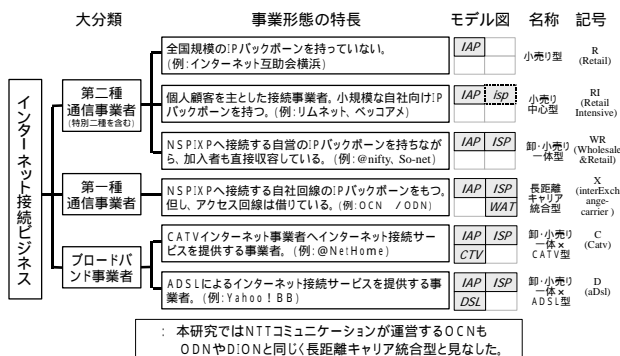 大分類
事業形態の特長
モデル図
名称
記号
インターネット接続ビジネス
第二種
通信事業者
(特別二種を含む)
全国規模のIPバックボーンを持っていない。
(例:インターネット互助会横浜)
IAP
小売り型
R
(Retail)
個人顧客を主とした接続事業者。小規模な自社向けIP
バックボーンを持つ。(例:リムネット、ベッコアメ)
IAP isp
小売り
中心型
RI
(Retail
Intensive)
NSPIXPへ接続する自営のIPバックボーンを持ちなが
ら、加入者も直接収容している。(例:@nifty, So-net)
IAP ISP
卸・小売り
一体型
WR
(Wholesale
&Retail)
第一種
通信事業者
NSPIXPへ接続する自社回線のIPバックボーンをもつ。
但し、アクセス回線は借りている。(例:OCN /ODN)
IAP ISP
WAT
長距離
キャリア
統合型
X
(interExch
ange-
carrier )
ブロードバ
ンド事業者
CATVインターネット事業者へインターネット接続サー
ビスを提供する事業者。(例:@NetHome)
IAP ISP
CTV
卸・小売り
一体×
CATV型
C
(Catv)
ADSLによるインターネット接続サービスを提供する事
業者。(例:Yahoo!BB)
IAP ISP
DSL
卸・小売り
一体×
ADSL型
D
(aDsl)
: 本研究ではNTTコミュニケーションが運営するOCNも
ODNやDIONと同じく長距離キャリア統合型と見なした。